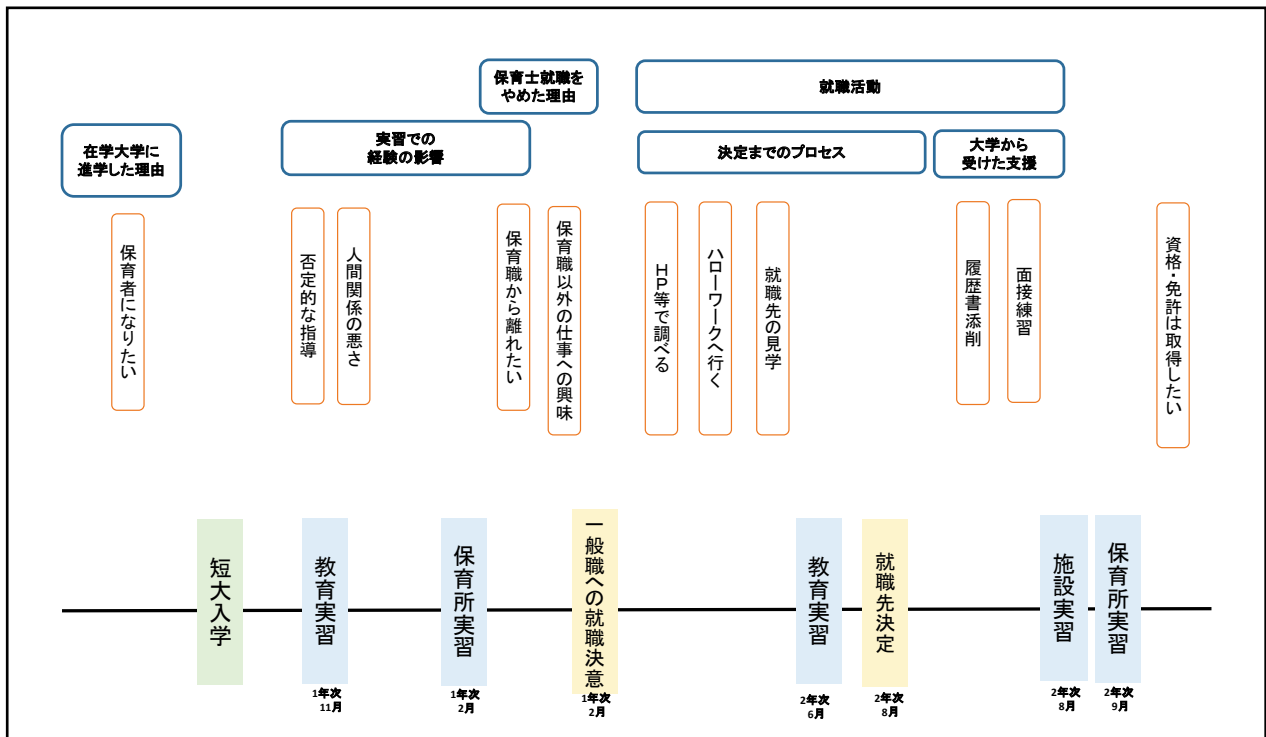 保育士就職を
やめた理由
就職活動
在学大学に
進学した理由
実習での
経験の影響
決定までのプロセス
大学から
受けた支援
保育者になりたい
否定的な指導
人間関係の悪さ
保育職から離れたい
保育職以外の仕事への興味
HP等で調べる
ハローワークへ行く
就職先の見学
履歴書添削
面接練習
資格・免許は取得したい
短大入学
教育実習
保育所実習
一般職への就職決意
教育実習
就職先決定
施設実習
保育所実習
1年次
11月
1年次
2月
1年次
2月
2年次
6月
2年次
8月
2年次
8月
2年次
9月